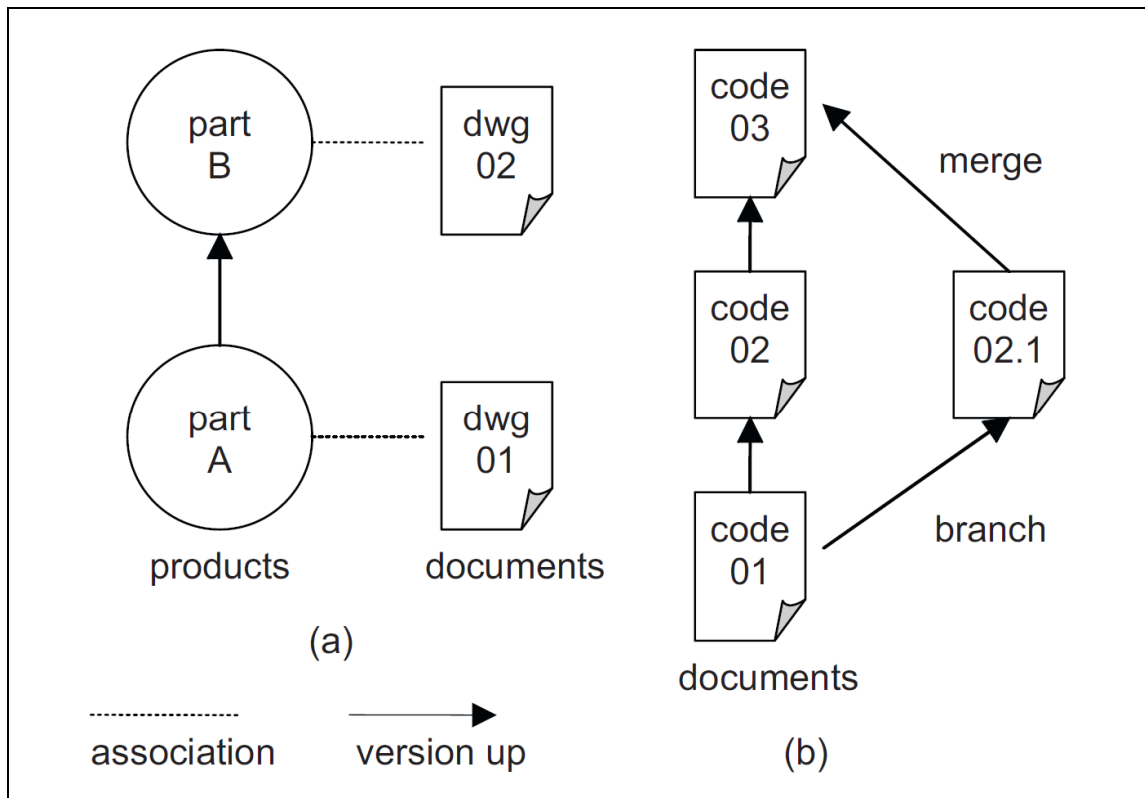 part
B
dwg
02
part
A
dwg
01
products
documents
(a)
association
version up
code
03
merge
code
02
code
02.1
code
01
branch
documents
(b)